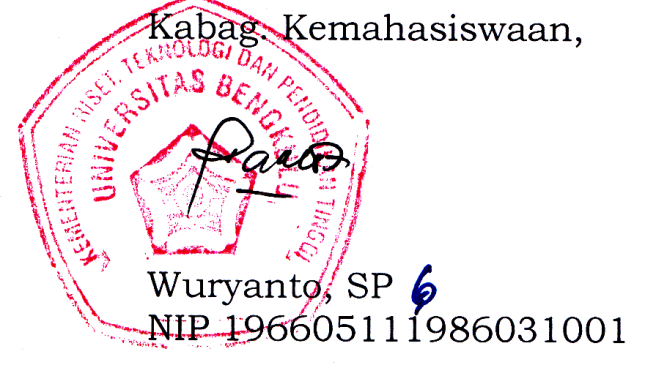 Kabag. Kemahasiswaan,
KEMENTERIAN RISET, TEKNOLOGI DAN PENDIDIKAN TINGGI
UNIVERSITAS BENGKULU
Wuryanto, SP
NIP 196605111986031001